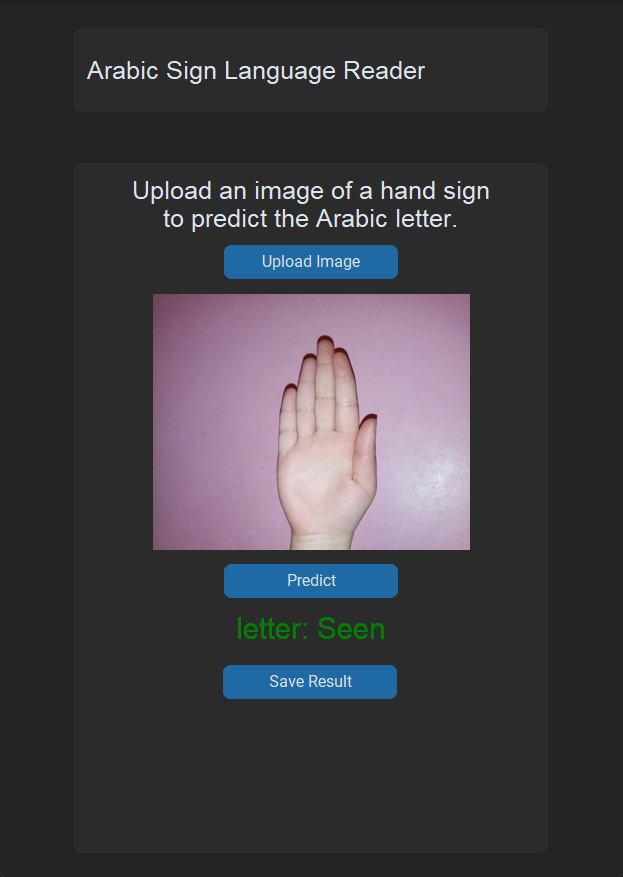 Arabic Sign Language Reader
Upload an image of a hand sign
to predict the Arabic letter.
Upload Image
Predict
letter: Seen
Save Result